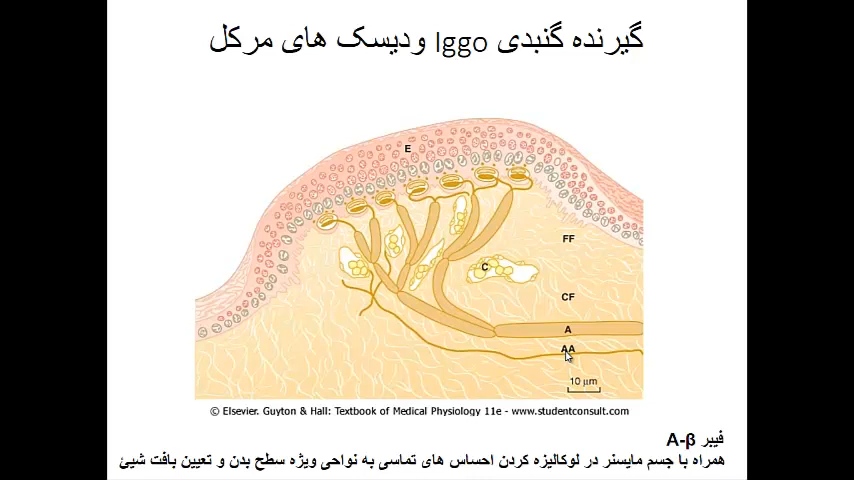 گیرنده گنبدی Iggo ودیسک های مرکل
E
FF
C
CF
A
AA
10 µm
© Elsevier. Guyton & Hall: Textbook of Medical Physiology 11e - www.studentconsult.com
فیبر A-β
همراه با جسم مایسنر در لوکالیزه کردن احساس های تماسی به نواحی ویژه سطح بدن و تعیین بافت شیئ